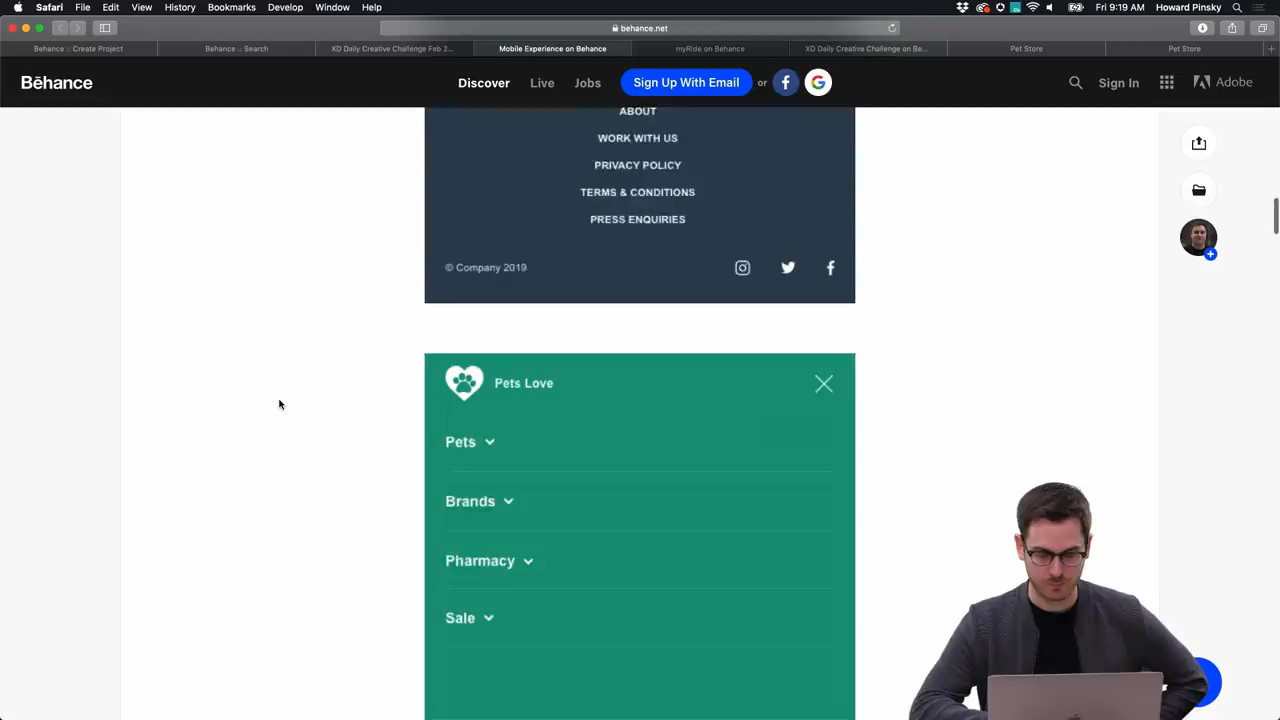 Safari File Edit View History Bookmarks Develop Window Help
Fri 9:19 AM Howard Pinsky
behance.net
Behance :: Create Project
Behance :: Search
XD Daily Creative Challenge Feb 2...
Mobile Experience on Behance
myRide on Behance
XD Daily Creative Challenge on Be...
Pet Store
Pet Store
Bēhance
Discover
Live
Jobs
Sign Up With Email
or
Sign In
Adobe
ABOUT
WORK WITH US
PRIVACY POLICY
TERMS & CONDITIONS
PRESS ENQUIRIES
© Company 2019
Pets Love
Pets
Brands
Pharmacy
Sale